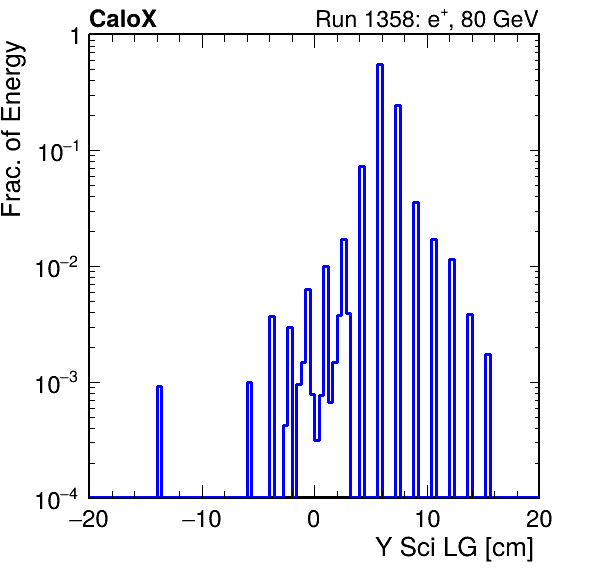 CaloX Run 1358: e⁺, 80 GeV
Frac. of Energy
1
10⁻¹
10⁻²
10⁻³
10⁻⁴
−20 −10 0 10 20
Y Sci LG [cm]